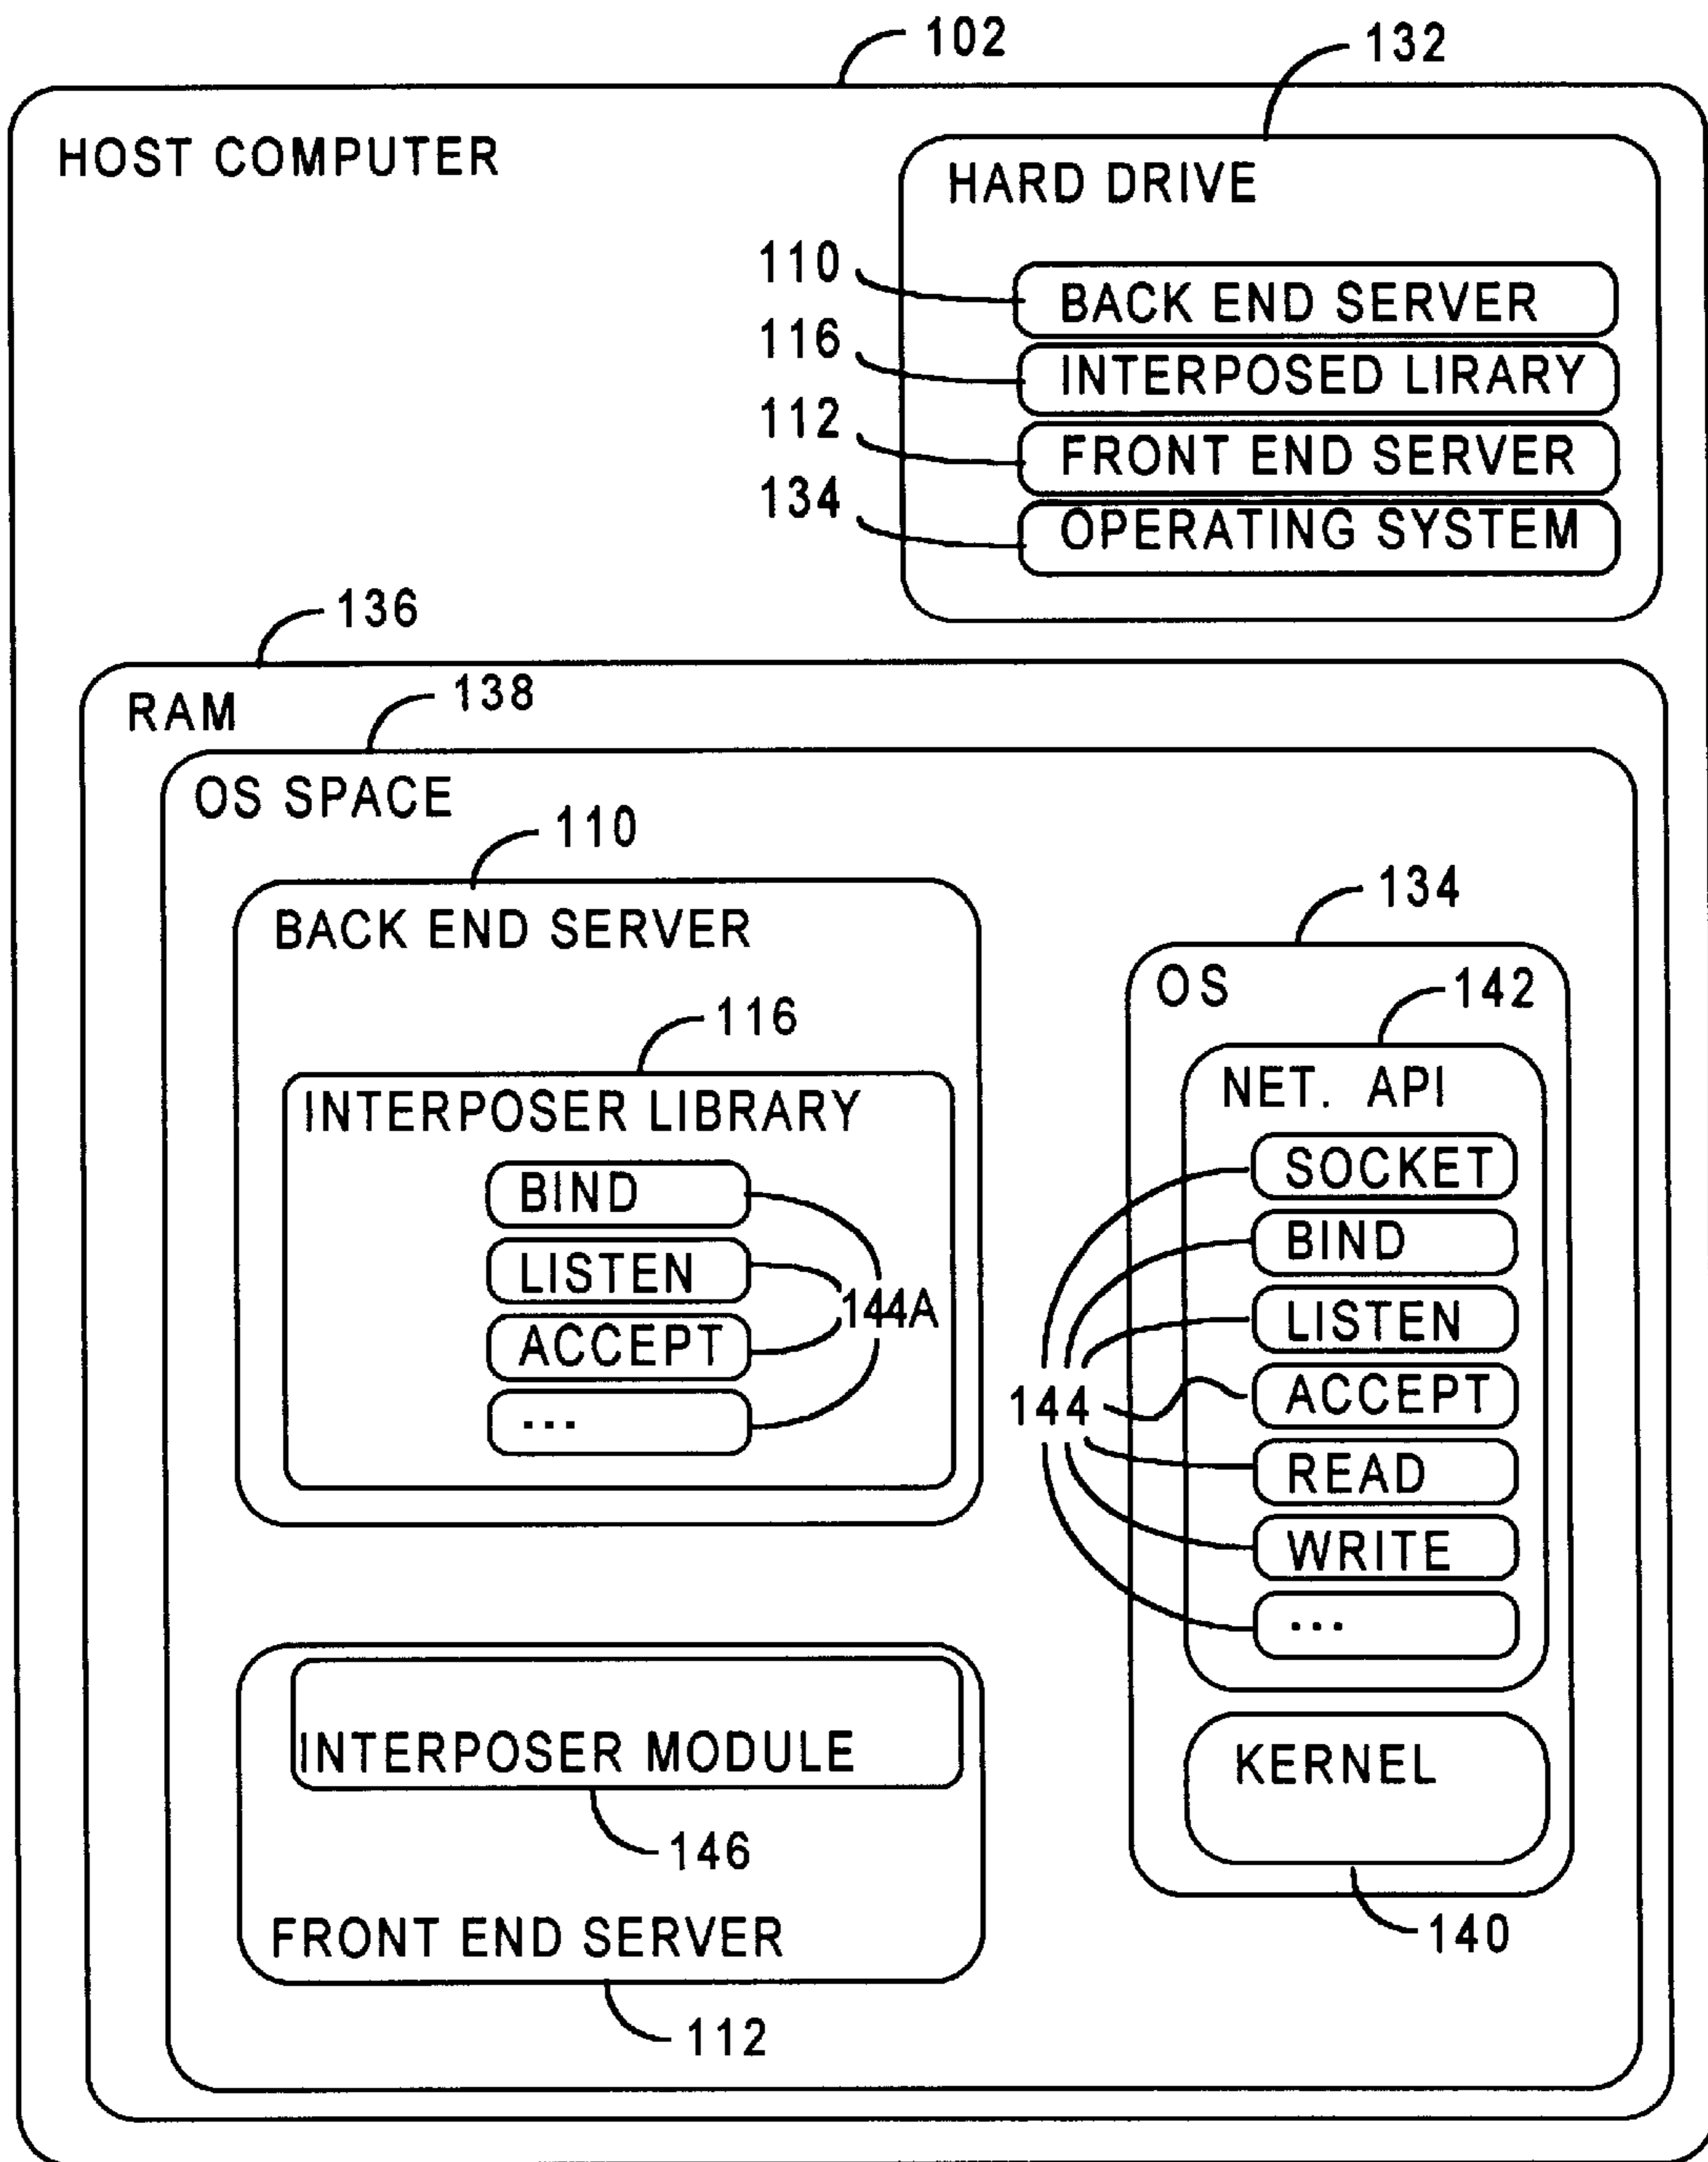 102
132
HOST COMPUTER
HARD DRIVE
110
BACK END SERVER
116
INTERPOSED LIRARY
112
FRONT END SERVER
134
OPERATING SYSTEM
136
RAM
138
OS SPACE
110
BACK END SERVER
134
OS
142
116
NET. API
INTERPOSER LIBRARY
SOCKET
BIND
BIND
LISTEN
144A
LISTEN
ACCEPT
144
ACCEPT
...
READ
WRITE
...
INTERPOSER MODULE
KERNEL
146
FRONT END SERVER
140
112